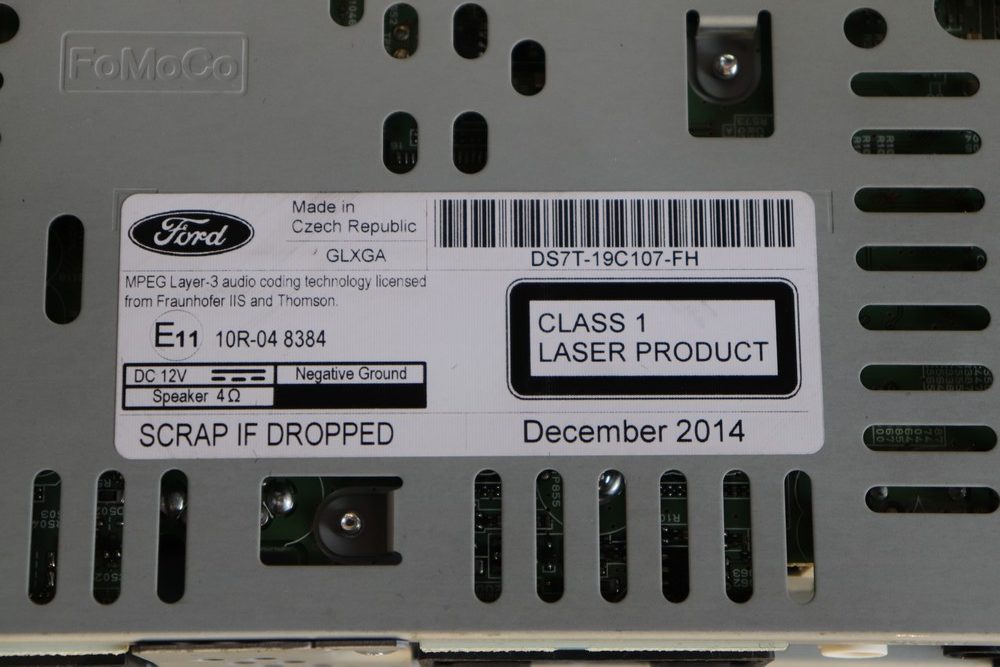 FoMoCo
Ford
Made in
Czech Republic
GLXGA
DS7T-19C107-FH
MPEG Layer-3 audio coding technology licensed
from Fraunhofer IIS and Thomson.
E11 10R-04 8384
CLASS 1
LASER PRODUCT
DC 12V
Negative Ground
Speaker 4Ω
SCRAP IF DROPPED
December 2014
P855